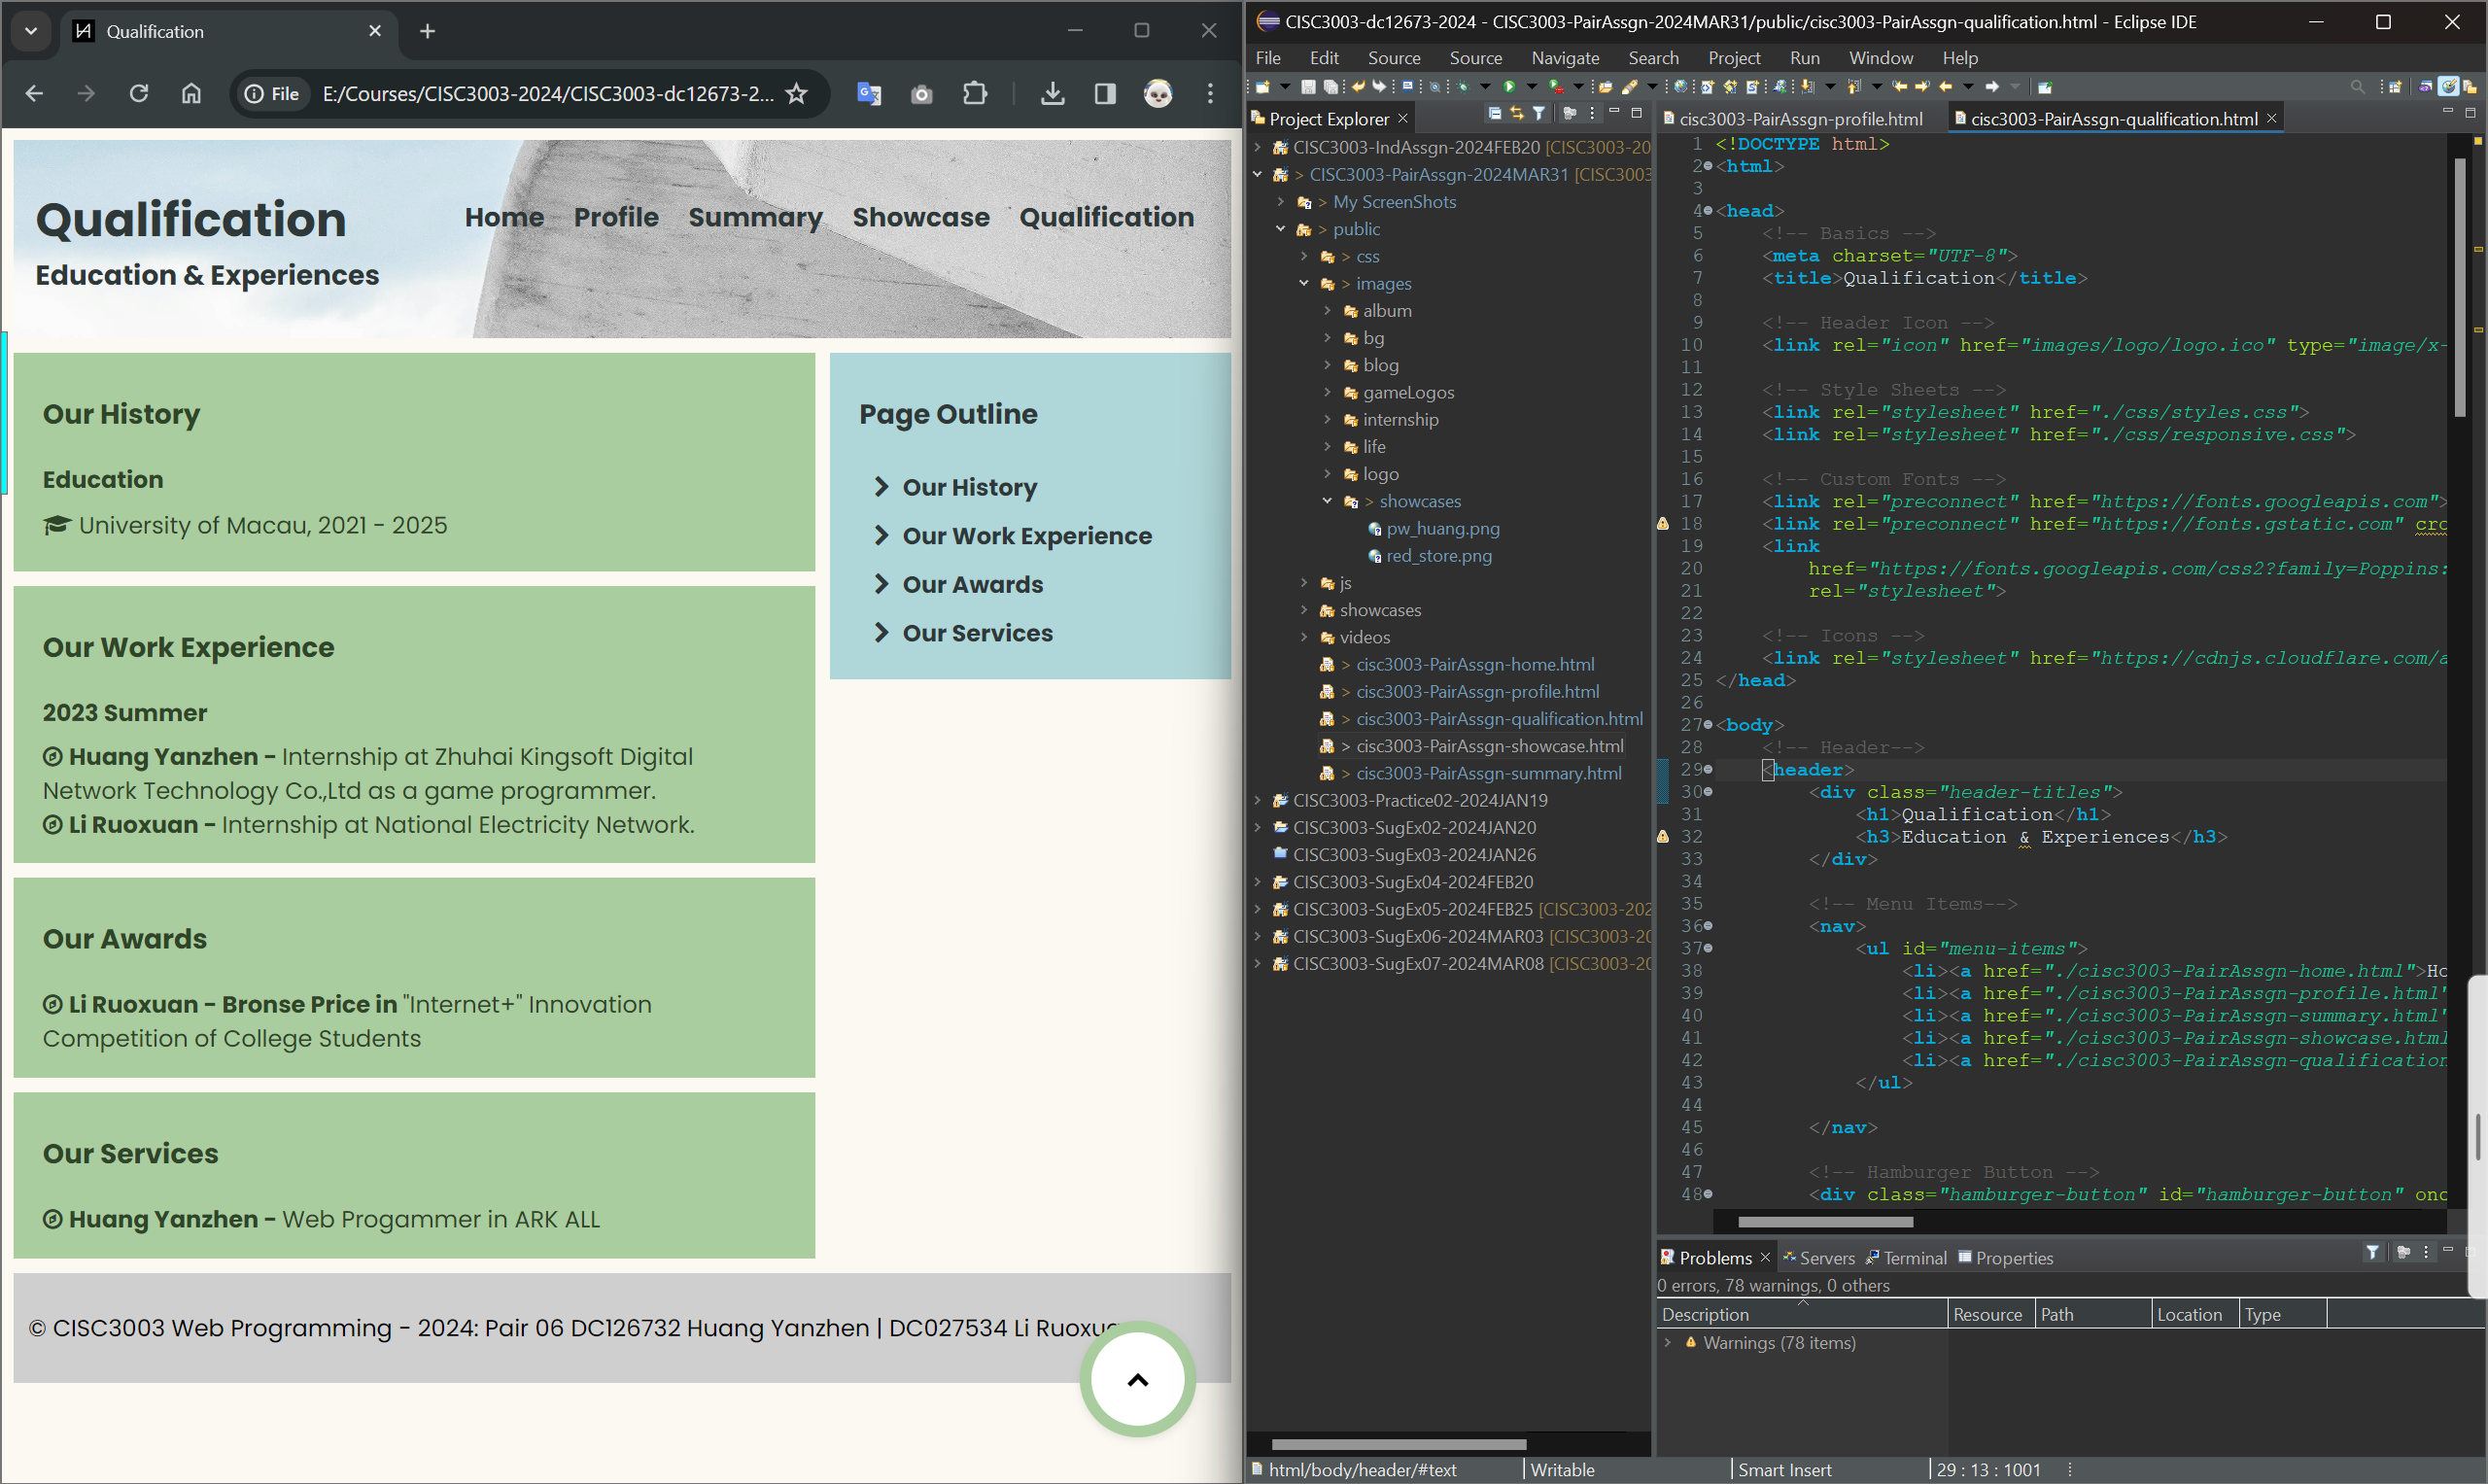 Qualification
File
E:/Courses/CISC3003-2024/CISC3003-dc12673-2...
Qualification
Education & Experiences
Home Profile Summary Showcase Qualification
Our History
Education
University of Macau, 2021 - 2025
Our Work Experience
2023 Summer
Huang Yanzhen - Internship at Zhuhai Kingsoft Digital
Network Technology Co.,Ltd as a game programmer.
Li Ruoxuan - Internship at National Electricity Network.
Our Awards
Li Ruoxuan - Bronse Price in "Internet+" Innovation
Competition of College Students
Our Services
Huang Yanzhen - Web Progammer in ARK ALL
Page Outline
Our History
Our Work Experience
Our Awards
Our Services
© CISC3003 Web Programming - 2024: Pair 06 DC126732 Huang Yanzhen | DC027534 Li Ruoxua
CISC3003-dc12673-2024 - CISC3003-PairAssgn-2024MAR31/public/cisc3003-PairAssgn-qualification.html - Eclipse IDE
File Edit Source Source Navigate Search Project Run Window Help
Project Explorer
> CISC3003-IndAssgn-2024FEB20 [CISC3003-20
> CISC3003-PairAssgn-2024MAR31 [CISC3003
> My ScreenShots
> public
> css
> images
album
bg
blog
gameLogos
internship
life
logo
> showcases
pw_huang.png
red_store.png
js
showcases
videos
> cisc3003-PairAssgn-home.html
> cisc3003-PairAssgn-profile.html
> cisc3003-PairAssgn-qualification.html
> cisc3003-PairAssgn-showcase.html
> cisc3003-PairAssgn-summary.html
CISC3003-Practice02-2024JAN19
CISC3003-SugEx02-2024JAN20
CISC3003-SugEx03-2024JAN26
CISC3003-SugEx04-2024FEB20
CISC3003-SugEx05-2024FEB25 [CISC3003-202
CISC3003-SugEx06-2024MAR03 [CISC3003-20
CISC3003-SugEx07-2024MAR08 [CISC3003-20
cisc3003-PairAssgn-profile.html
cisc3003-PairAssgn-qualification.html
1 <!DOCTYPE html>
2 <html>
3
4 <head>
5 <!-- Basics -->
6 <meta charset="UTF-8">
7 <title>Qualification</title>
8
9 <!-- Header Icon -->
10 <link rel="icon" href="images/logo/logo.ico" type="image/x-
11
12 <!-- Style Sheets -->
13 <link rel="stylesheet" href="./css/styles.css">
14 <link rel="stylesheet" href="./css/responsive.css">
15
16 <!-- Custom Fonts -->
17 <link rel="preconnect" href="https://fonts.googleapis.com">
18 <link rel="preconnect" href="https://fonts.gstatic.com" cro
19 <link
20 href="https://fonts.googleapis.com/css2?family=Poppins:
21 rel="stylesheet">
22
23 <!-- Icons -->
24 <link rel="stylesheet" href="https://cdnjs.cloudflare.com/a
25 </head>
26
27 <body>
28 <!-- Header-->
29 <header>
30 <div class="header-titles">
31 <h1>Qualification</h1>
32 <h3>Education & Experiences</h3>
33 </div>
34
35 <!-- Menu Items-->
36 <nav>
37 <ul id="menu-items">
38 <li><a href="./cisc3003-PairAssgn-home.html">Ho
39 <li><a href="./cisc3003-PairAssgn-profile.html"
40 <li><a href="./cisc3003-PairAssgn-summary.html"
41 <li><a href="./cisc3003-PairAssgn-showcase.html
42 <li><a href="./cisc3003-PairAssgn-qualification
43 </ul>
44
45 </nav>
46
47 <!-- Hamburger Button -->
48 <div class="hamburger-button" id="hamburger-button" onc
Problems Servers Terminal Properties
0 errors, 78 warnings, 0 others
Description Resource Path Location Type
Warnings (78 items)
html/body/header/#text Writable Smart Insert 29 : 13 : 1001